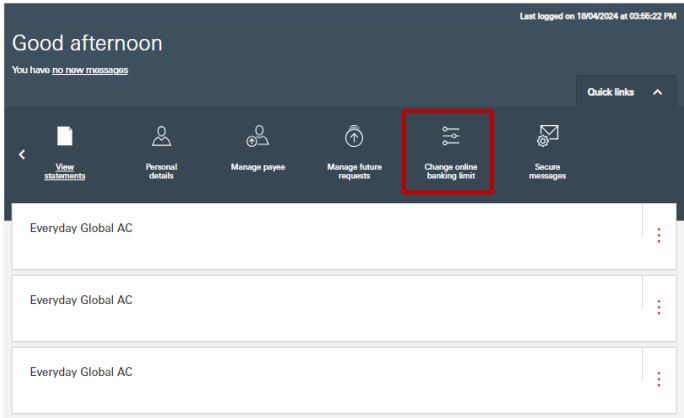 Last logged on 18/04/2024 at 03:55:22 PM
Good afternoon
You have no new messages
Quick links
View
statements
Personal
details
Manage payee
Manage future
requests
Change online
banking limit
Secure
messages
Everyday Global AC
Everyday Global AC
Everyday Global AC